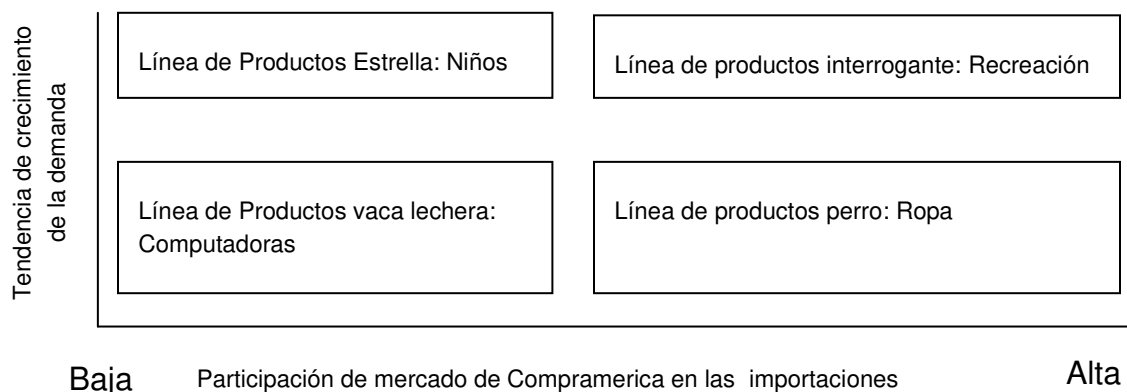 Tendencia de crecimiento
de la demanda
Línea de Productos Estrella: Niños
Línea de productos interrogante: Recreación
Línea de Productos vaca lechera:
Computadoras
Línea de productos perro: Ropa
Baja Participación de mercado de Compramerica en las importaciones Alta